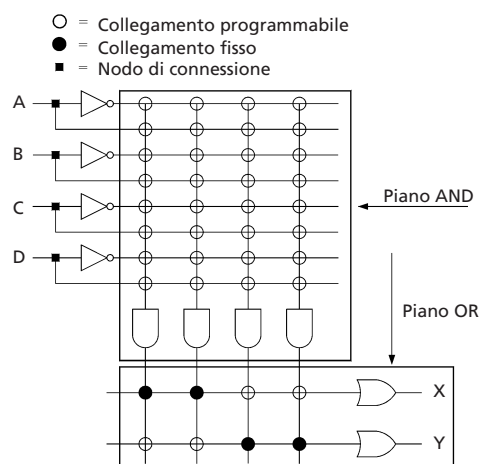 = Collegamento programmabile
= Collegamento fisso
= Nodo di connessione
A
B
C
D
Piano AND
Piano OR
X
Y